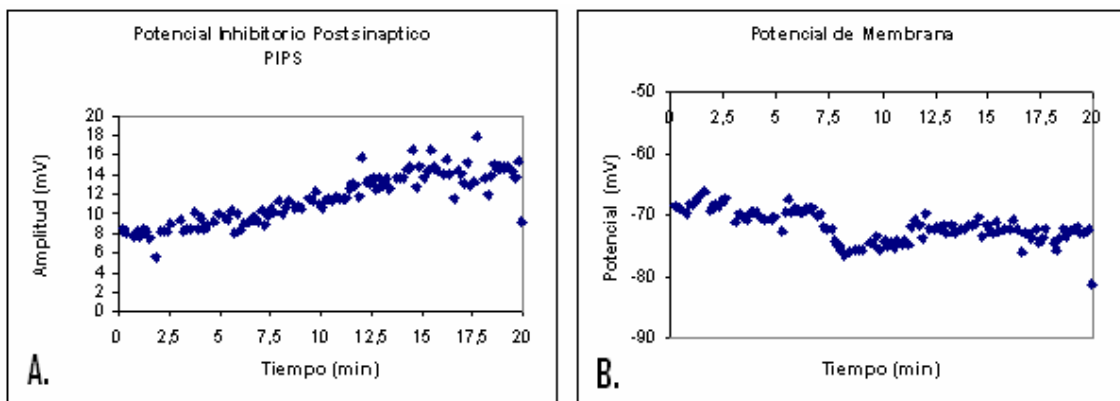 Potencial Inhibitorio Postsinaptico
PIPS
Amplitud (mV)
20
18
16
14
12
10
8
6
4
2
0
0 2,5 5 7,5 10 12,5 15 17,5 20
Tiempo (min)
A.
Potencial de Membrana
Potencial (mV)
-50
0 2,5 5 7,5 10 12,5 15 17,5 20
-60
-70
-80
-90
Tiempo (min)
B.